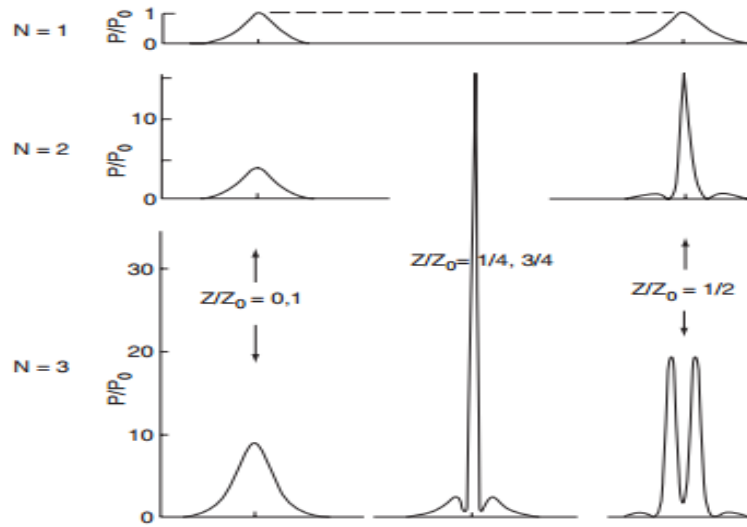 N = 1
P/P₀
1
0
N = 2
P/P₀
10
0
Z/Z₀ = 0,1
Z/Z₀ = 1/4, 3/4
Z/Z₀ = 1/2
N = 3
P/P₀
30
20
10
0